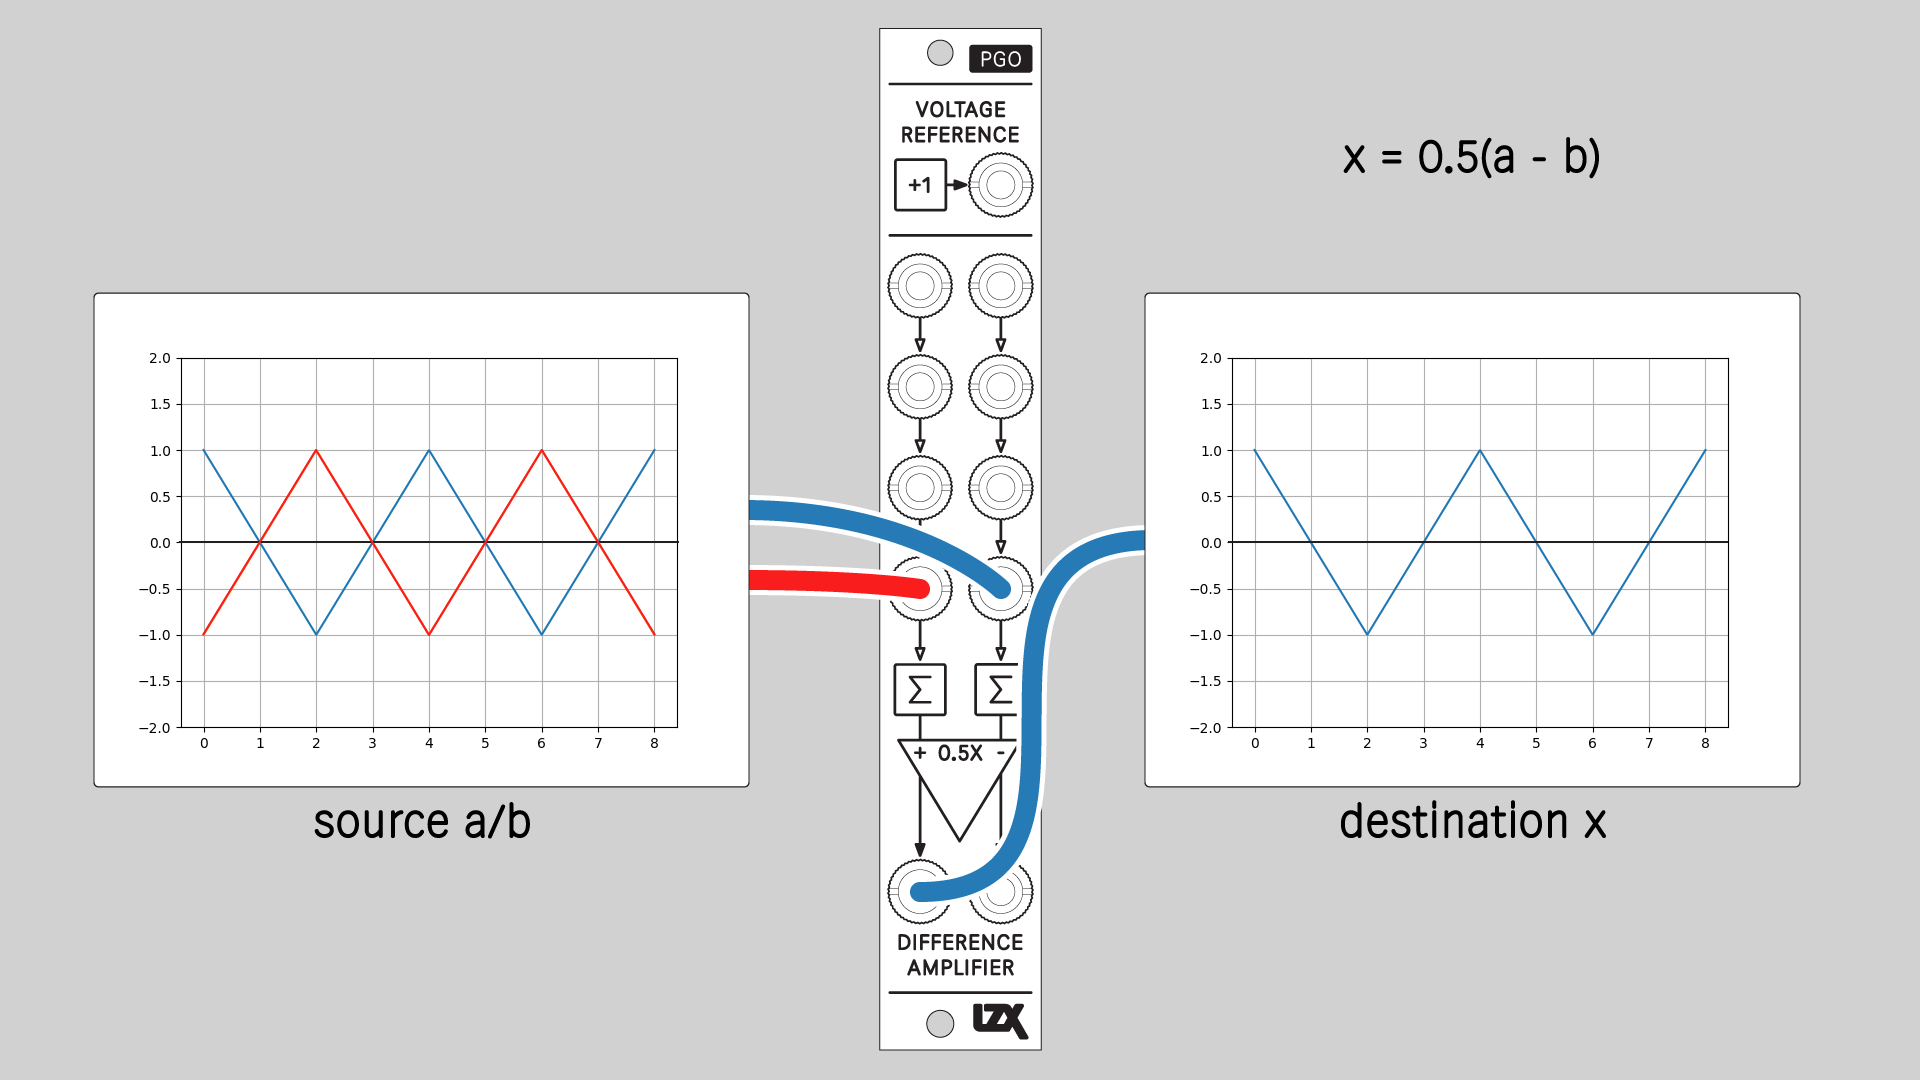 PGO
VOLTAGE
REFERENCE
+1
x = 0.5(a - b)
2.0
1.5
1.0
0.5
0.0
−0.5
−1.0
−1.5
−2.0
0 1 2 3 4 5 6 7 8
source a/b
2.0
1.5
1.0
0.5
0.0
−0.5
−1.0
−1.5
−2.0
0 1 2 3 4 5 6 7 8
destination x
Σ Σ
+ 0.5X -
DIFFERENCE
AMPLIFIER
LZX